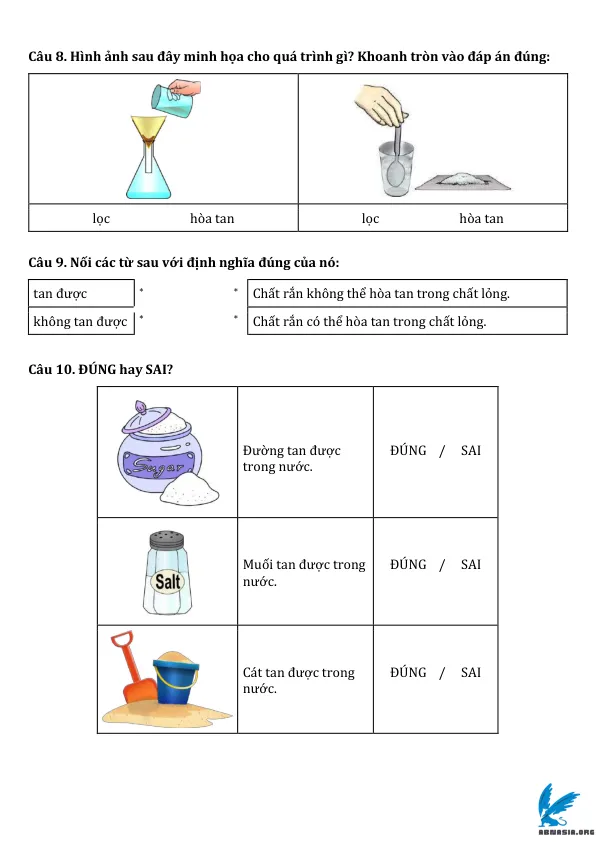 Câu 8. Hình ảnh sau đây minh họa cho quá trình gì? Khoanh tròn vào đáp án đúng:
lọc hòa tan
lọc hòa tan
Câu 9. Nối các từ sau với định nghĩa đúng của nó:
tan được * * Chất rắn không thể hòa tan trong chất lỏng.
không tan được * * Chất rắn có thể hòa tan trong chất lỏng.
Câu 10. ĐÚNG hay SAI?
Sugar
Đường tan được
trong nước.
ĐÚNG / SAI
Salt
Muối tan được trong
nước.
ĐÚNG / SAI
Cát tan được trong
nước.
ĐÚNG / SAI
ABNASIA.ORG